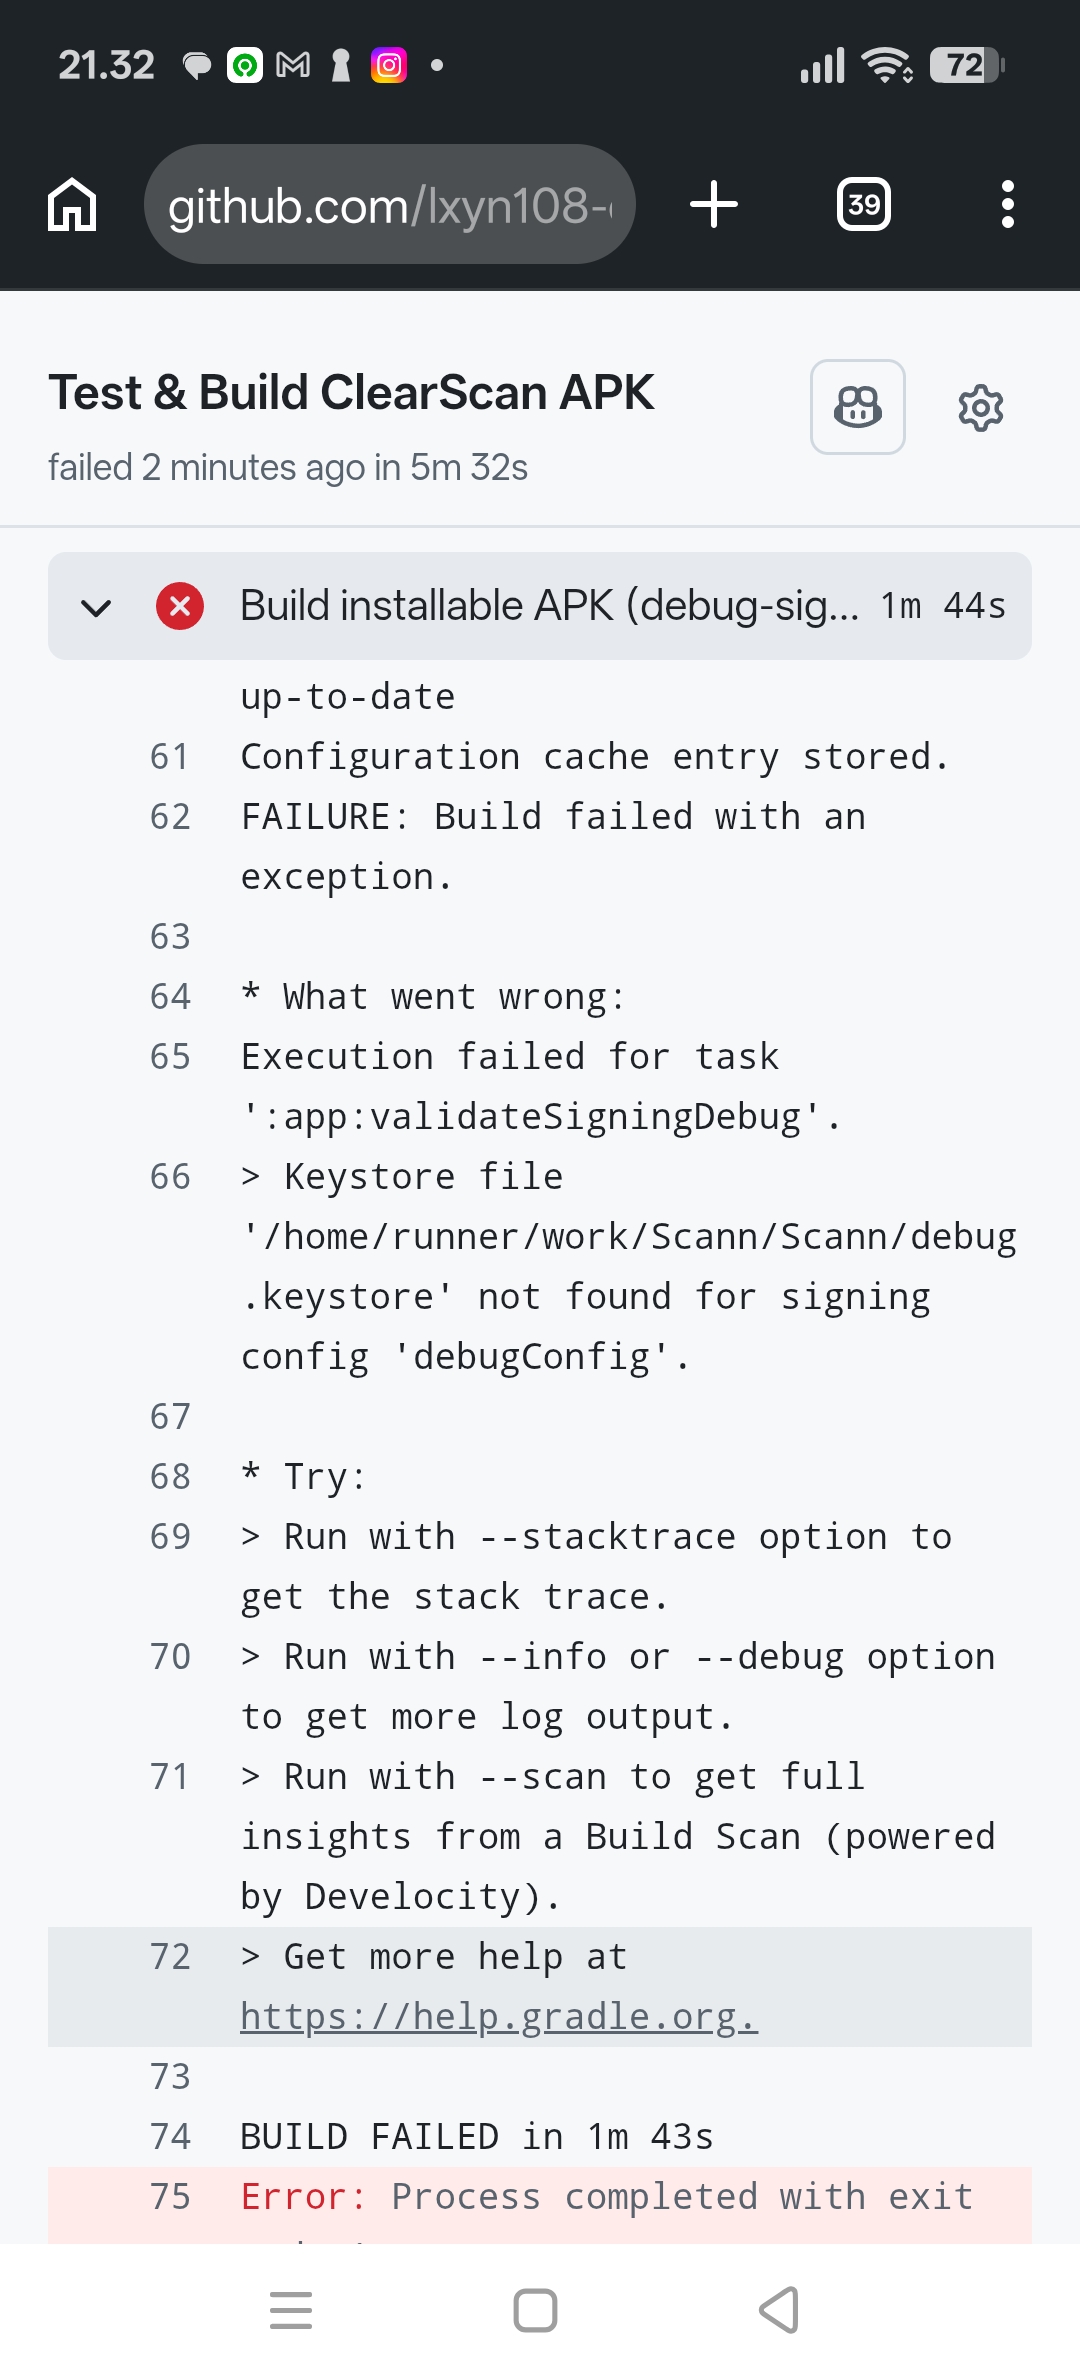 21.32
72
github.com/lxyn108-
39
Test & Build ClearScan APK
failed 2 minutes ago in 5m 32s
Build installable APK (debug-sig... 1m 44s
up-to-date
61 Configuration cache entry stored.
62 FAILURE: Build failed with an
exception.
63
64 * What went wrong:
65 Execution failed for task
':app:validateSigningDebug'.
66 > Keystore file
'/home/runner/work/Scann/Scann/debug
.keystore' not found for signing
config 'debugConfig'.
67
68 * Try:
69 > Run with --stacktrace option to
get the stack trace.
70 > Run with --info or --debug option
to get more log output.
71 > Run with --scan to get full
insights from a Build Scan (powered
by Develocity).
72 > Get more help at
https://help.gradle.org.
73
74 BUILD FAILED in 1m 43s
75 Error: Process completed with exit